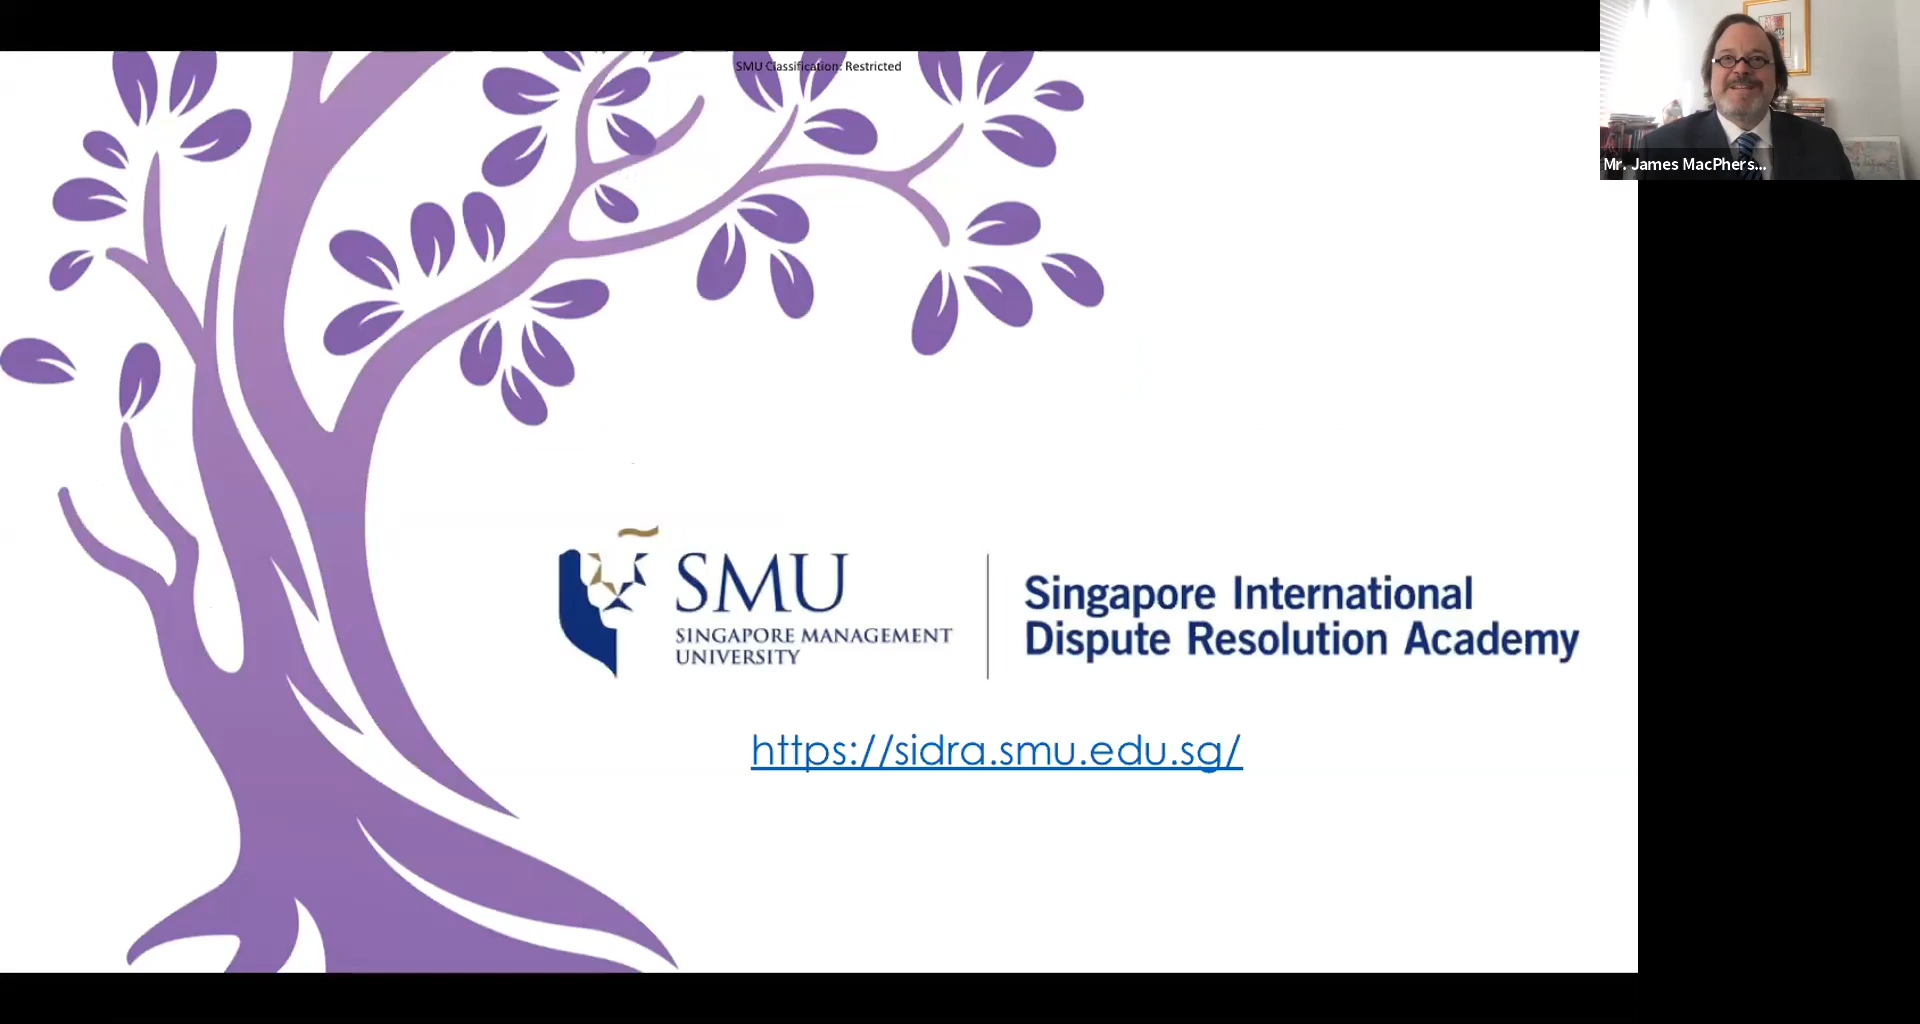 SMU Classification: Restricted
Mr. James MacPhers...
SMU
SINGAPORE MANAGEMENT
UNIVERSITY
Singapore International
Dispute Resolution Academy
https://sidra.smu.edu.sg/